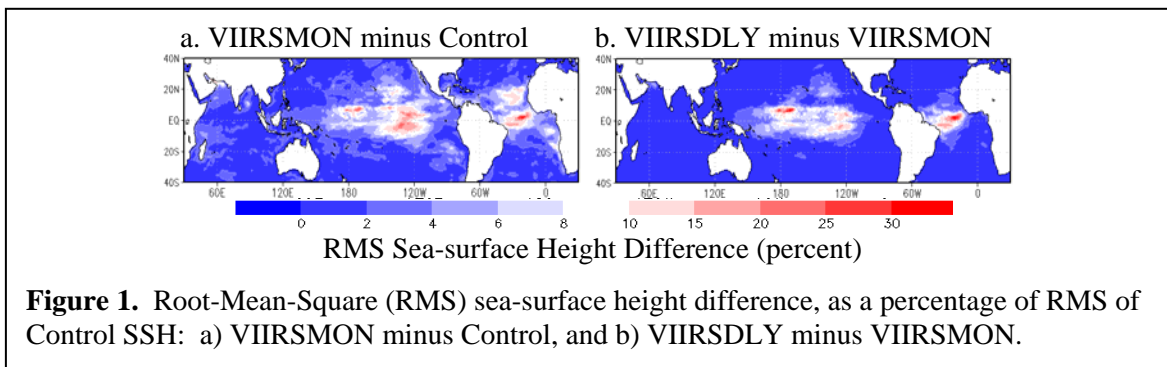 a. VIIRSMON minus Control
b. VIIRSDLY minus VIIRSMON
40N
20N
EQ
20S
40S
60E 120E 180 120W 60W 0
40N
20N
EQ
20S
40S
60E 120E 180 120W 60W 0
0 2 4 6 8
10 15 20 25 30
RMS Sea-surface Height Difference (percent)
Figure 1. Root-Mean-Square (RMS) sea-surface height difference, as a percentage of RMS of
Control SSH: a) VIIRSMON minus Control, and b) VIIRSDLY minus VIIRSMON.